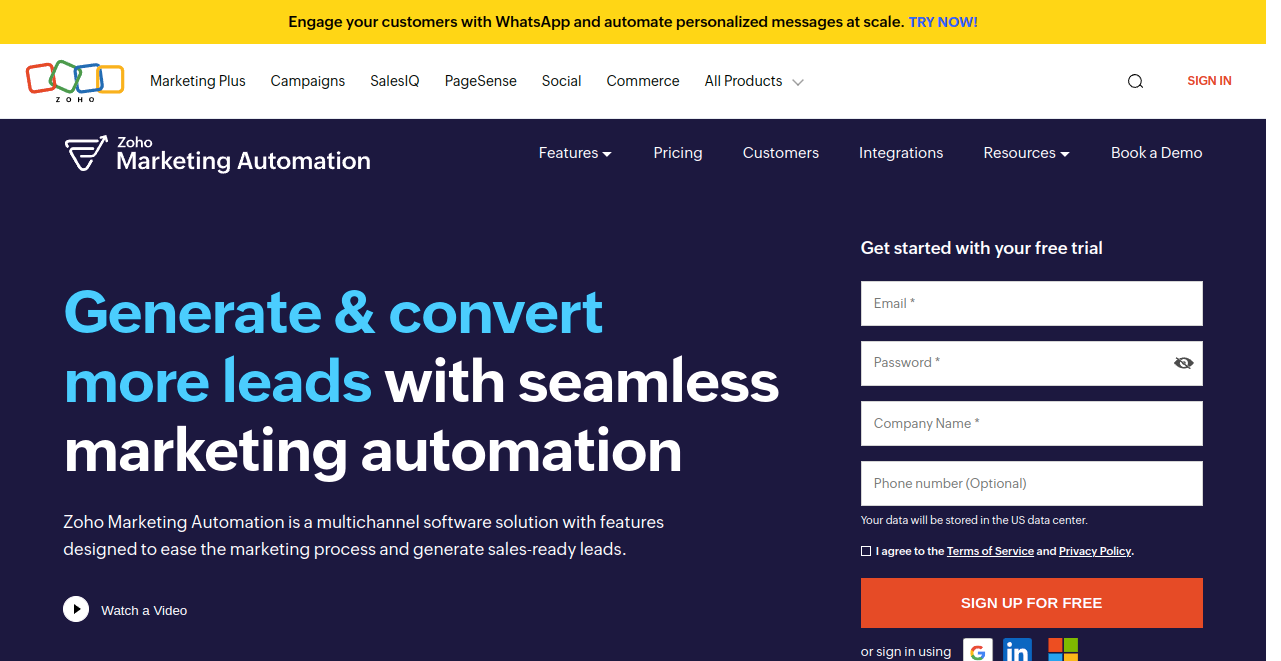 Engage your customers with WhatsApp and automate personalized messages at scale. TRY NOW!
ZOHO
Marketing Plus
Campaigns
SalesIQ
PageSense
Social
Commerce
All Products
SIGN IN
Zoho
Marketing Automation
Features
Pricing
Customers
Integrations
Resources
Book a Demo
Generate & convert
more leads with seamless
marketing automation
Zoho Marketing Automation is a multichannel software solution with features
designed to ease the marketing process and generate sales-ready leads.
Watch a Video
Get started with your free trial
Email *
Password *
Company Name *
Phone number (Optional)
Your data will be stored in the US data center.
I agree to the Terms of Service and Privacy Policy.
SIGN UP FOR FREE
or sign in using
G
in